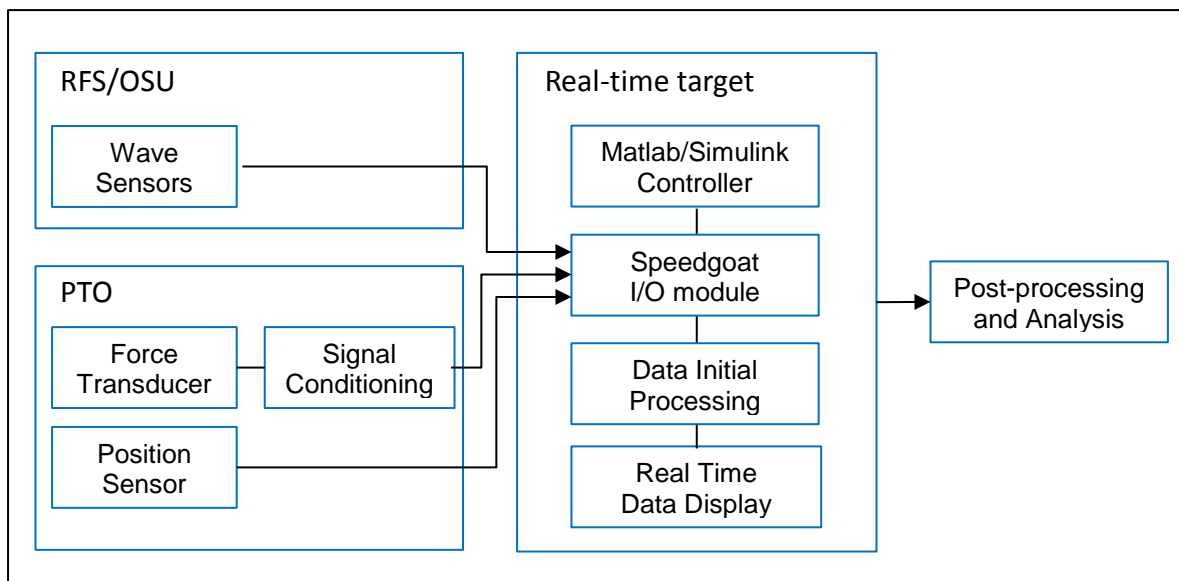 RFS/OSU
Wave
Sensors
PTO
Force
Transducer
Signal
Conditioning
Position
Sensor
Real-time target
Matlab/Simulink
Controller
Speedgoat
I/O module
Data Initial
Processing
Real Time
Data Display
Post-processing
and Analysis